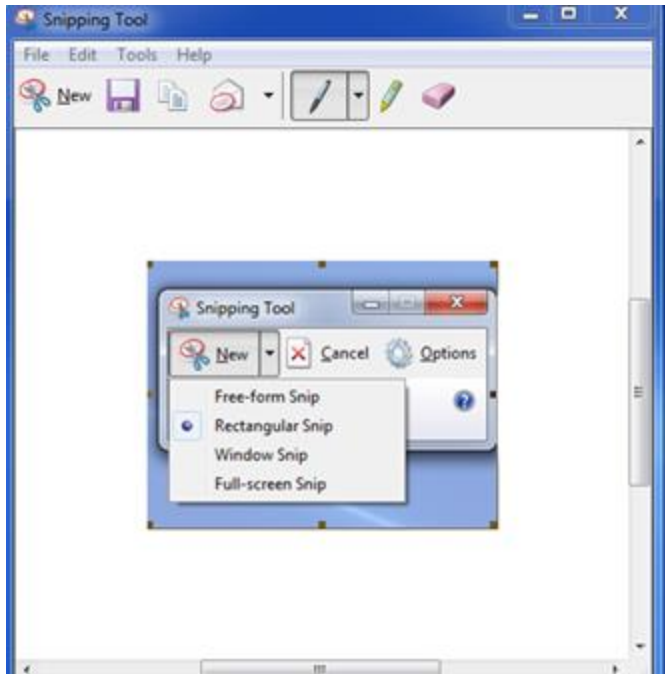 Snipping Tool
File Edit Tools Help
New
Snipping Tool
New Cancel Options
Free-form Snip
Rectangular Snip
Window Snip
Full-screen Snip